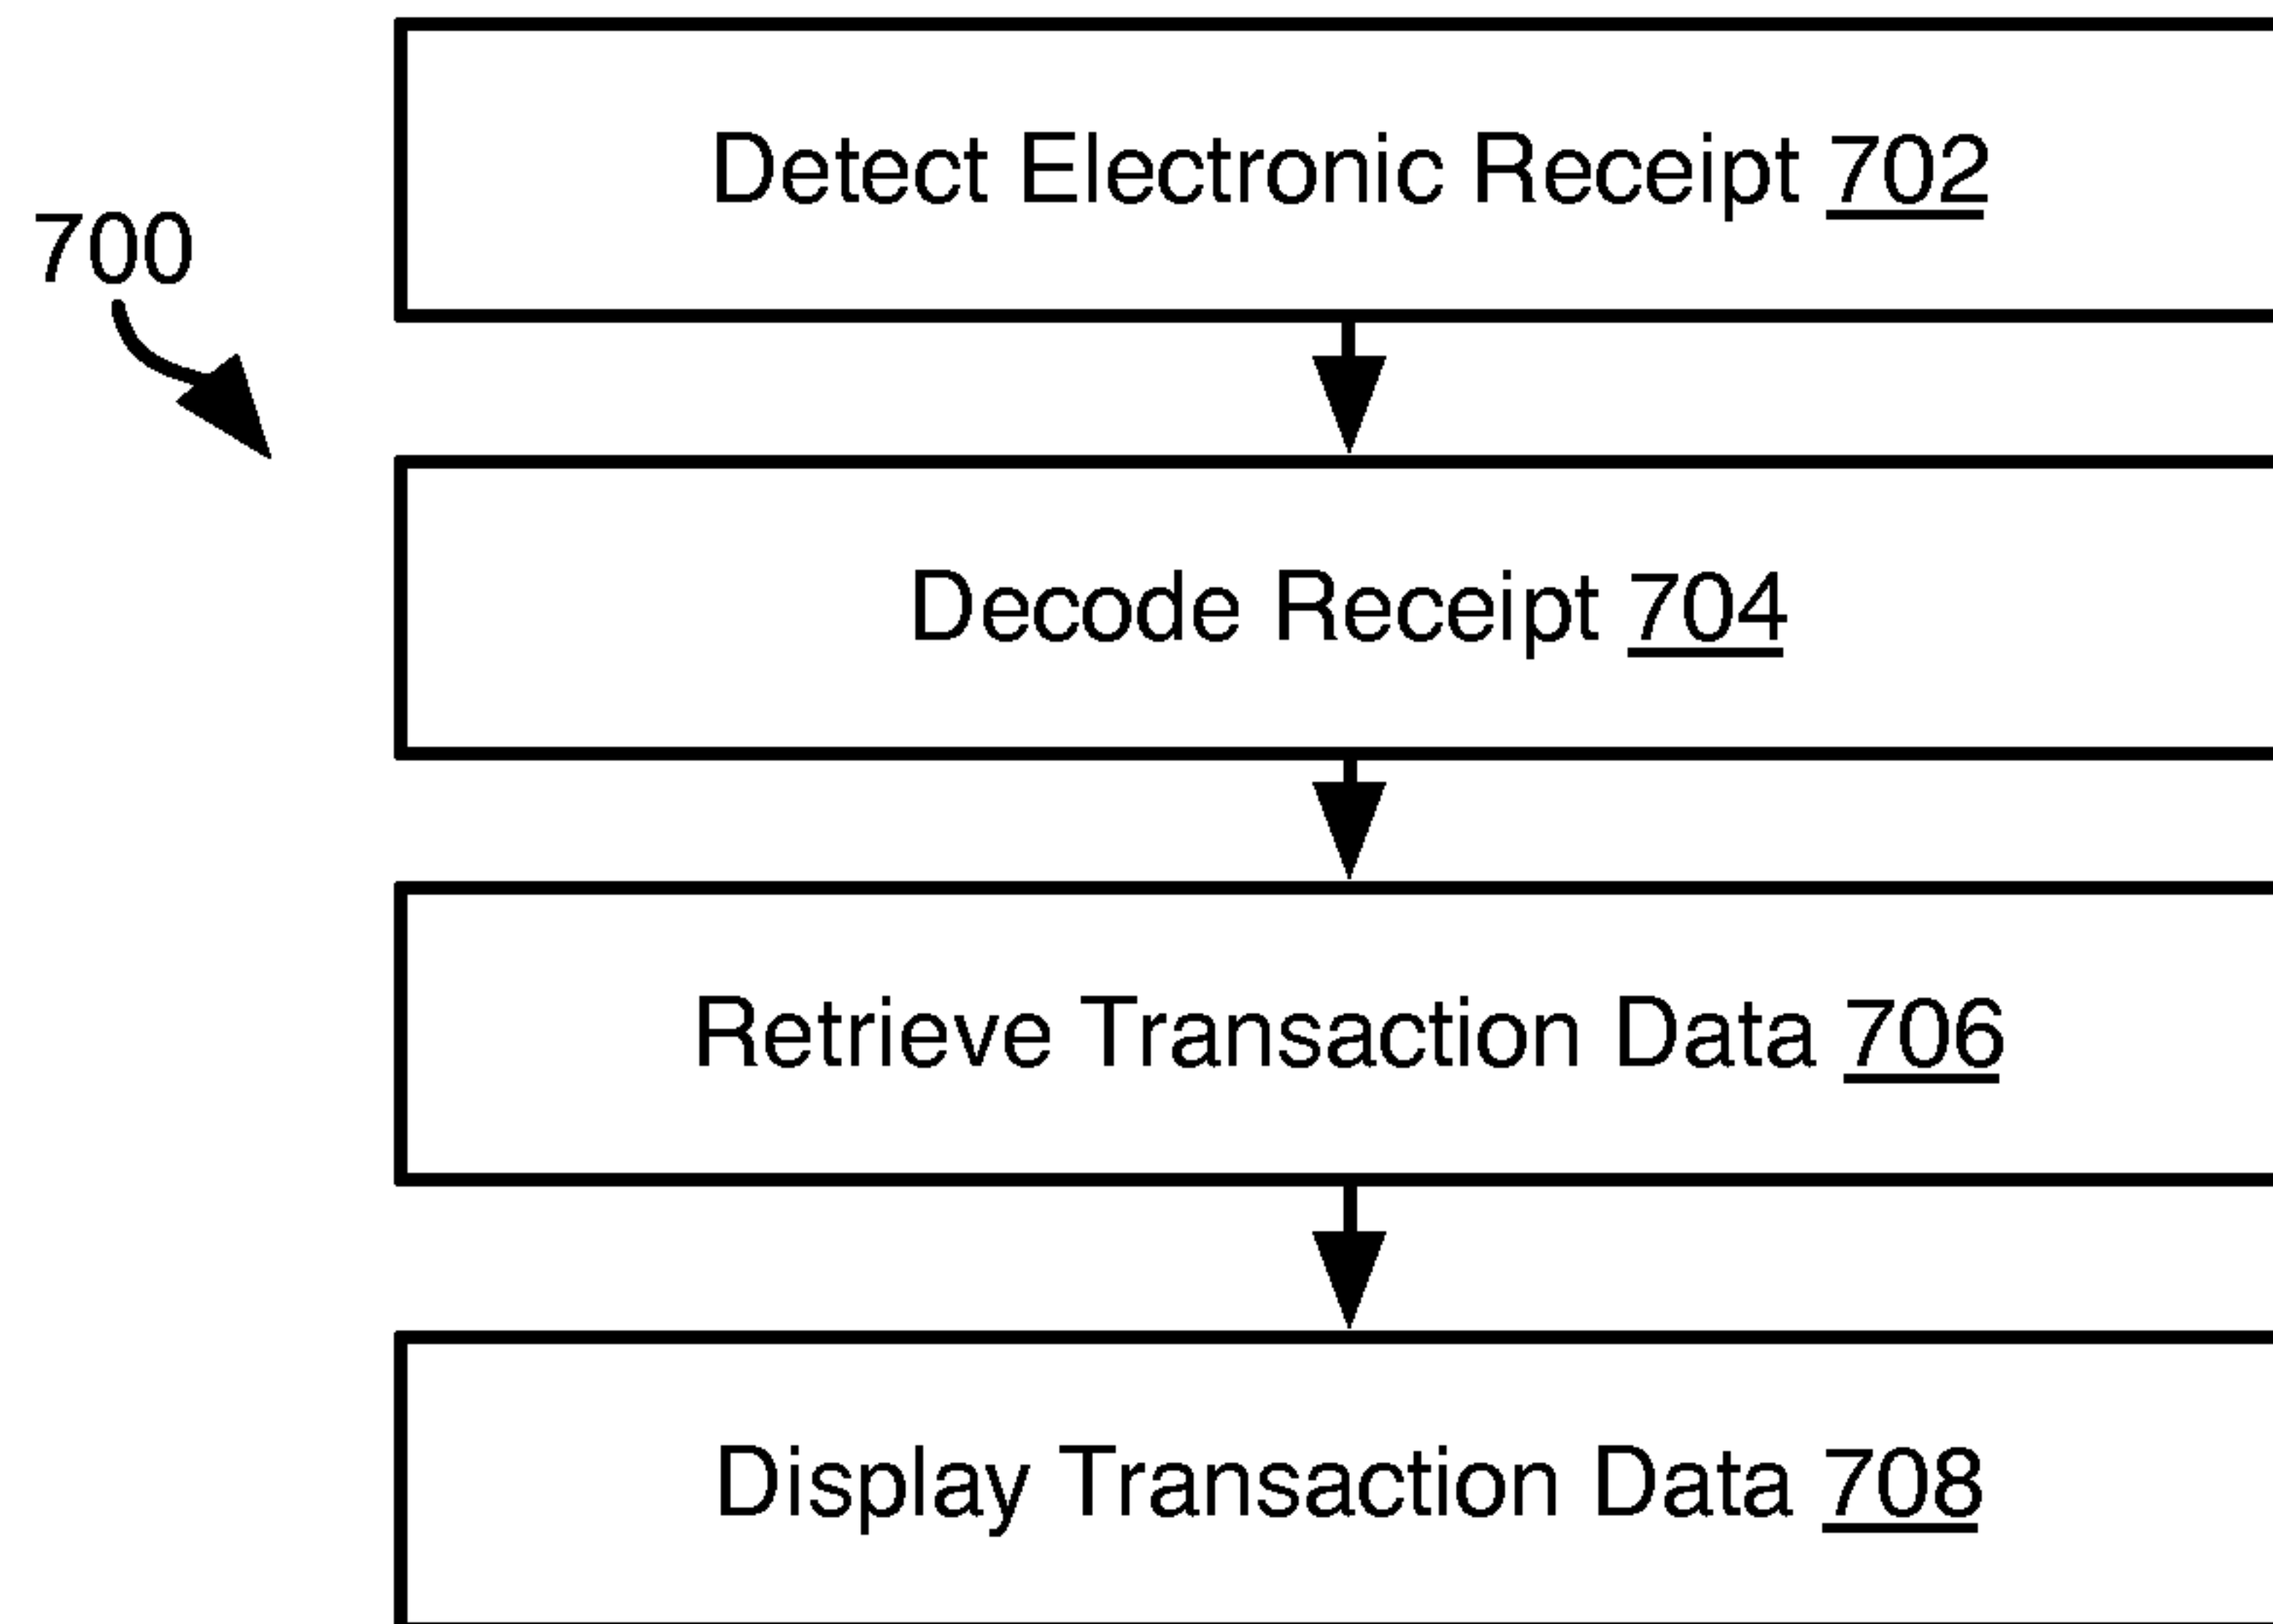 Detect Electronic Receipt 702
700
Decode Receipt 704
Retrieve Transaction Data 706
Display Transaction Data 708